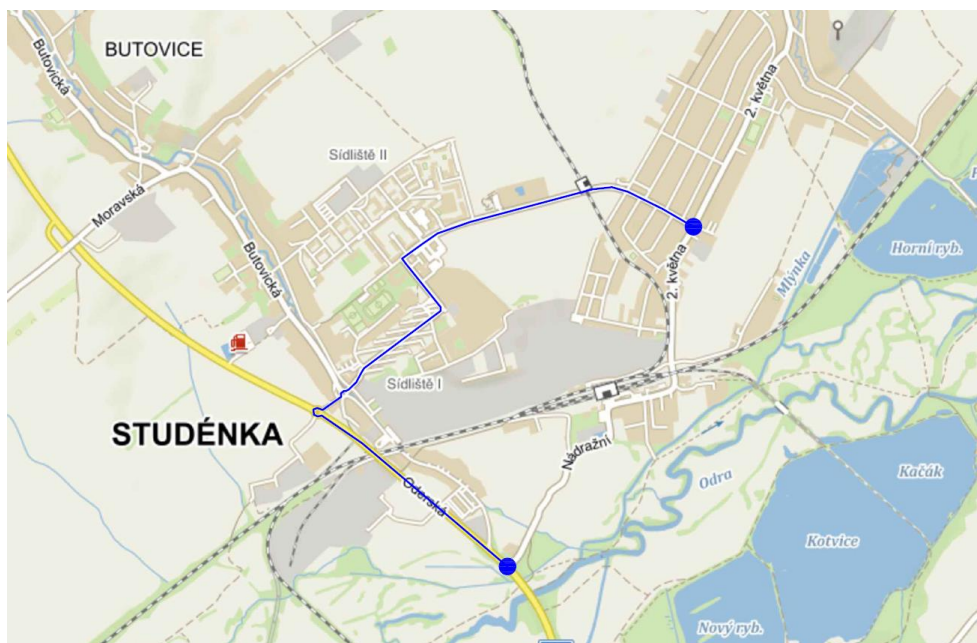 BUTOVICE
Butovická
2. května
Sídliště II
Moravská
Butovická
Horní ryb.
Mlýnka
2. května
Sídliště I
STUDÉNKA
Nádražní
Kačák
Odra
Oderská
Kotvice
Nový ryb.